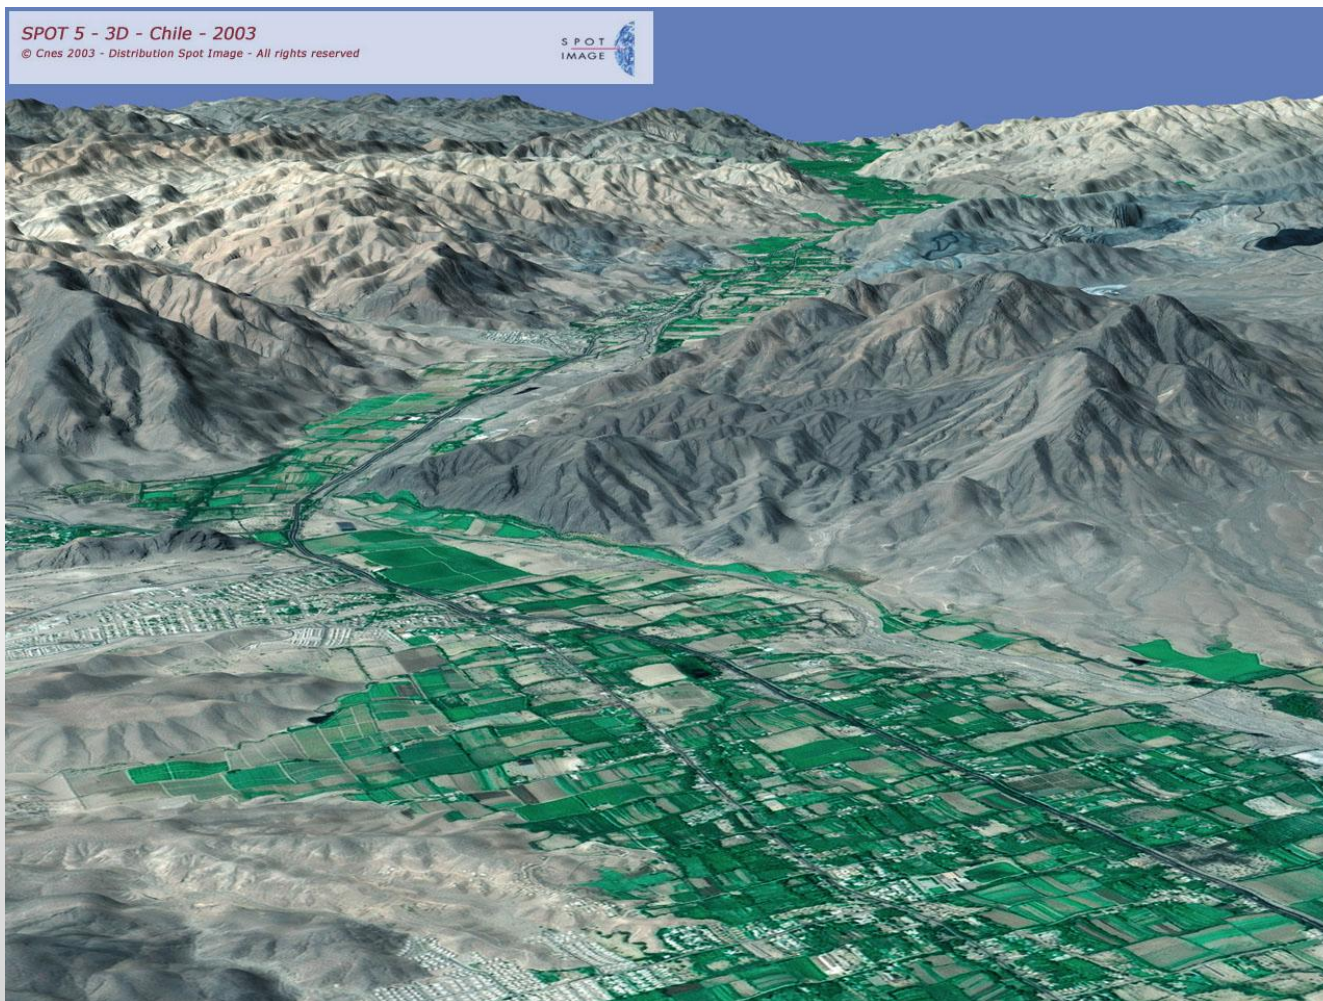 SPOT 5 - 3D - Chile - 2003
© Cnes 2003 - Distribution Spot Image - All rights reserved
SPOT
IMAGE